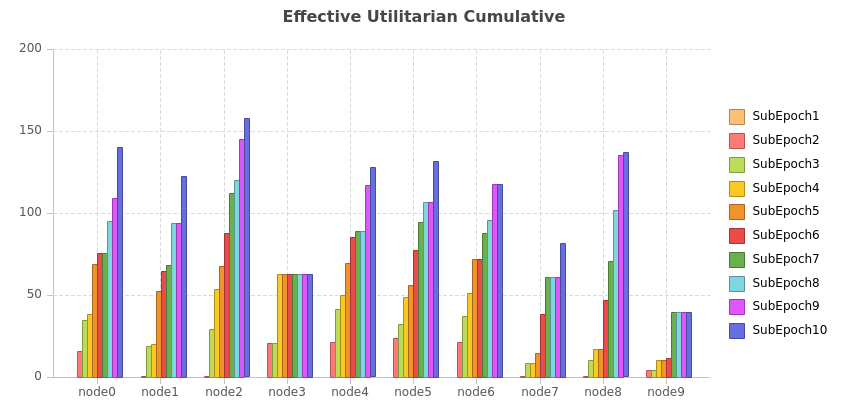 Effective Utilitarian Cumulative
200
150
100
50
0
node0 node1 node2 node3 node4 node5 node6 node7 node8 node9
SubEpoch1
SubEpoch2
SubEpoch3
SubEpoch4
SubEpoch5
SubEpoch6
SubEpoch7
SubEpoch8
SubEpoch9
SubEpoch10